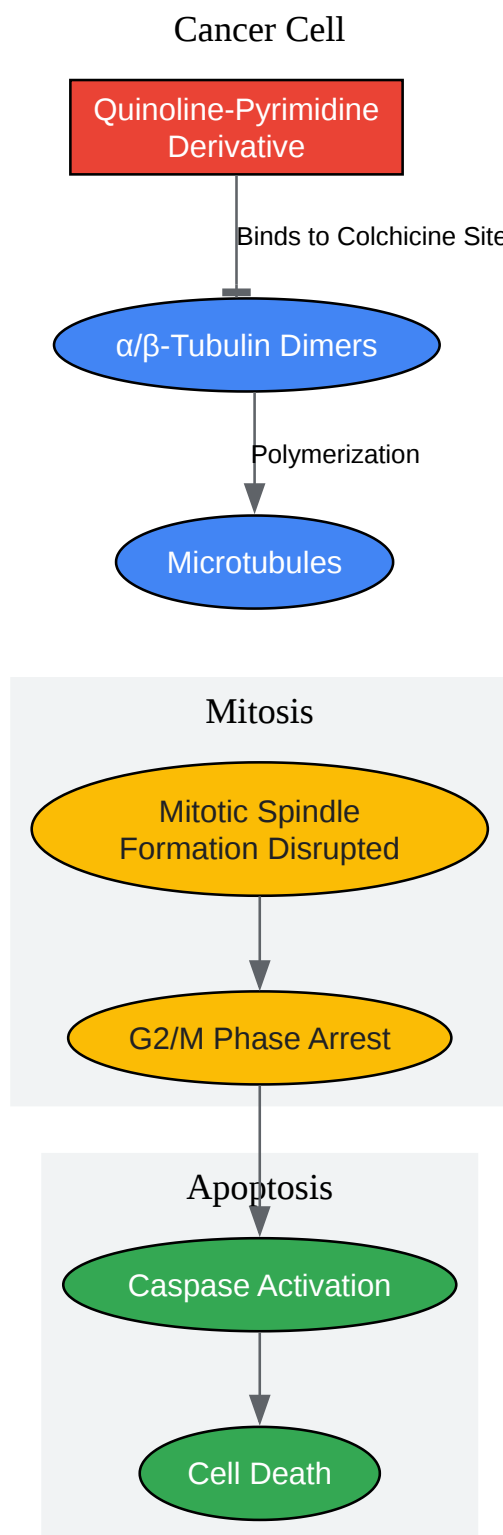 Cancer Cell
Quinoline-Pyrimidine
Derivative
Binds to Colchicine Site
α/β-Tubulin Dimers
Polymerization
Microtubules
Mitosis
Mitotic Spindle
Formation Disrupted
G2/M Phase Arrest
Apoptosis
Caspase Activation
Cell Death